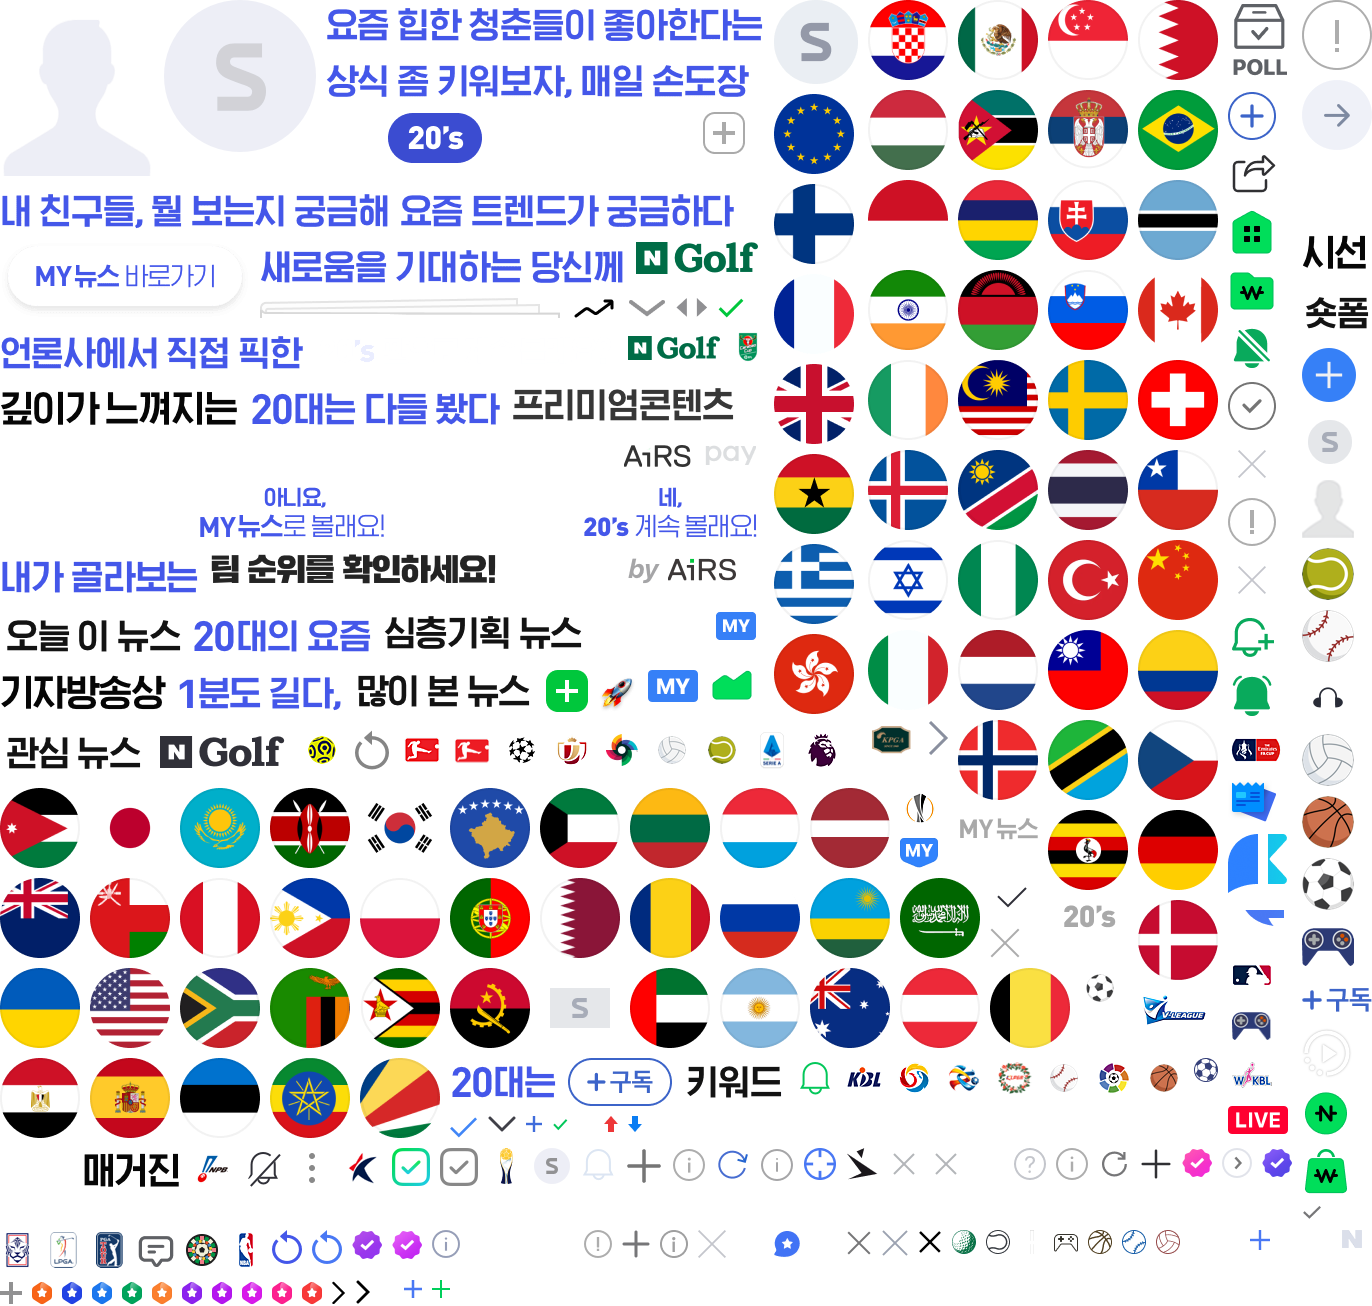 요즘 힙한 청춘들이 좋아한다는
S
S
상식 좀 키워보자, 매일 손도장
POLL
20's
내 친구들, 뭘 보는지 궁금해
요즘 트렌드가 궁금하다
MY뉴스 바로가기
새로움을 기대하는 당신께
N Golf
시선
숏폼
언론사에서 직접 픽한
's
N Golf
깊이가 느껴지는
20대는 다들 봤다
프리미엄콘텐츠
AiRS
pay
S
아니요,
MY뉴스로 볼래요!
네,
20's 계속 볼래요!
내가 골라보는
팀 순위를 확인하세요!
by AiRS
오늘 이 뉴스
20대의 요즘
심층기획 뉴스
MY
기자방송상
1분도 길다,
많이 본 뉴스
MY
관심 뉴스
N Golf
SERIE A
KPGA
MY뉴스
MY
20's
S
V-LEAGUE
+구독
20대는
+구독
키워드
KBL
WKBL
LIVE
매거진
NPB
S
LPGA
PGA
N